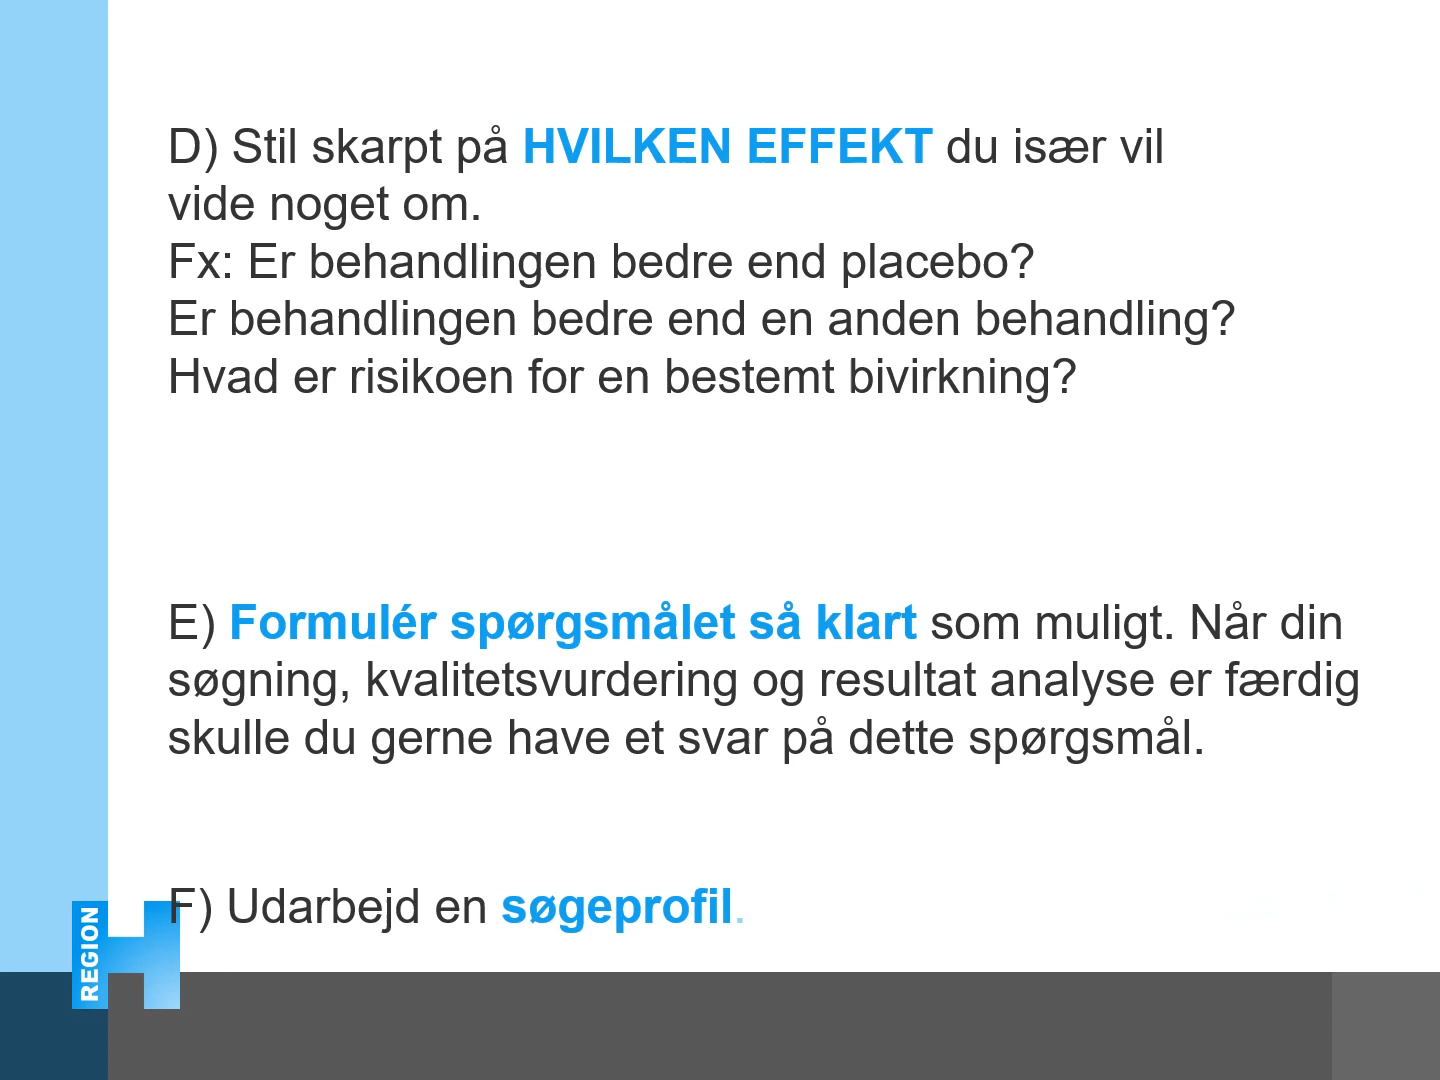 D) Stil skarpt på HVILKEN EFFEKT du især vil
vide noget om.
Fx: Er behandlingen bedre end placebo?
Er behandlingen bedre end en anden behandling?
Hvad er risikoen for en bestemt bivirkning?
E) Formulér spørgsmålet så klart som muligt. Når din
søgning, kvalitetsvurdering og resultat analyse er færdig
skulle du gerne have et svar på dette spørgsmål.
F) Udarbejd en søgeprofil.
REGION H